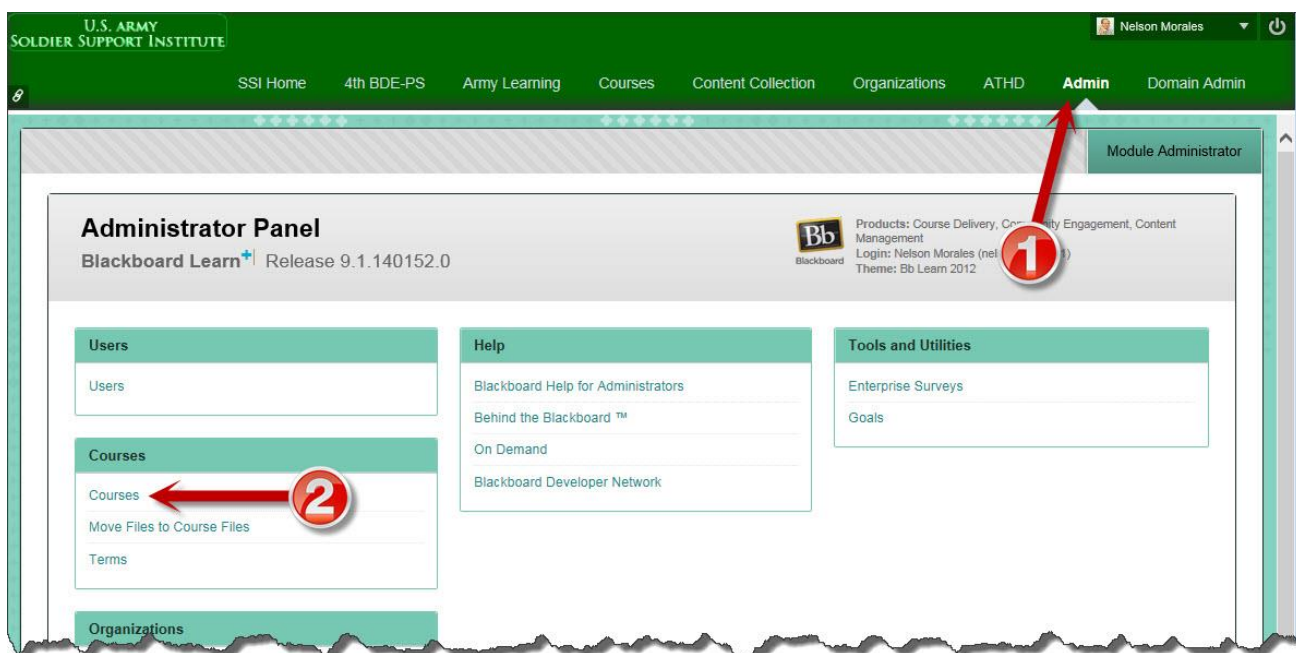 U.S. ARMY
SOLDIER SUPPORT INSTITUTE
Nelson Morales
SSI Home 4th BDE-PS Army Learning Courses Content Collection Organizations ATHD Admin Domain Admin
Module Administrator
Administrator Panel
Blackboard Learn+ Release 9.1.140152.0
Bb
Blackboard
Products: Course Delivery, Engagement, Content
Management
Login: Nelson Morales
Theme: Bb Learn 2012
1
Users
Users
Courses
Courses
2
Move Files to Course Files
Terms
Organizations
Help
Blackboard Help for Administrators
Behind the Blackboard ™
On Demand
Blackboard Developer Network
Tools and Utilities
Enterprise Surveys
Goals